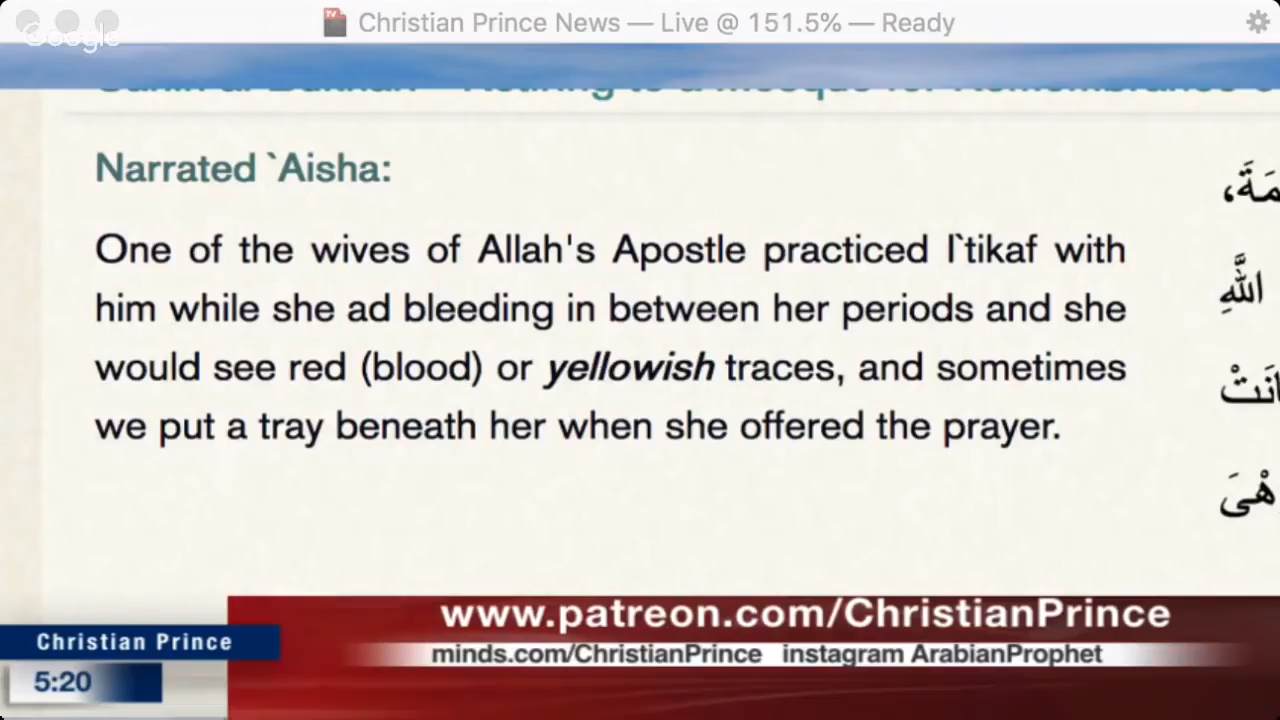 Christian Prince News — Live @ 151.5% — Ready
Google
Narrated `Aisha:
One of the wives of Allah's Apostle practiced I`tikaf with
him while she ad bleeding in between her periods and she
would see red (blood) or yellowish traces, and sometimes
we put a tray beneath her when she offered the prayer.
اللَّهِ
www.patreon.com/ChristianPrince
Christian Prince
minds.com/ChristianPrince instagram ArabianProphet
5:20